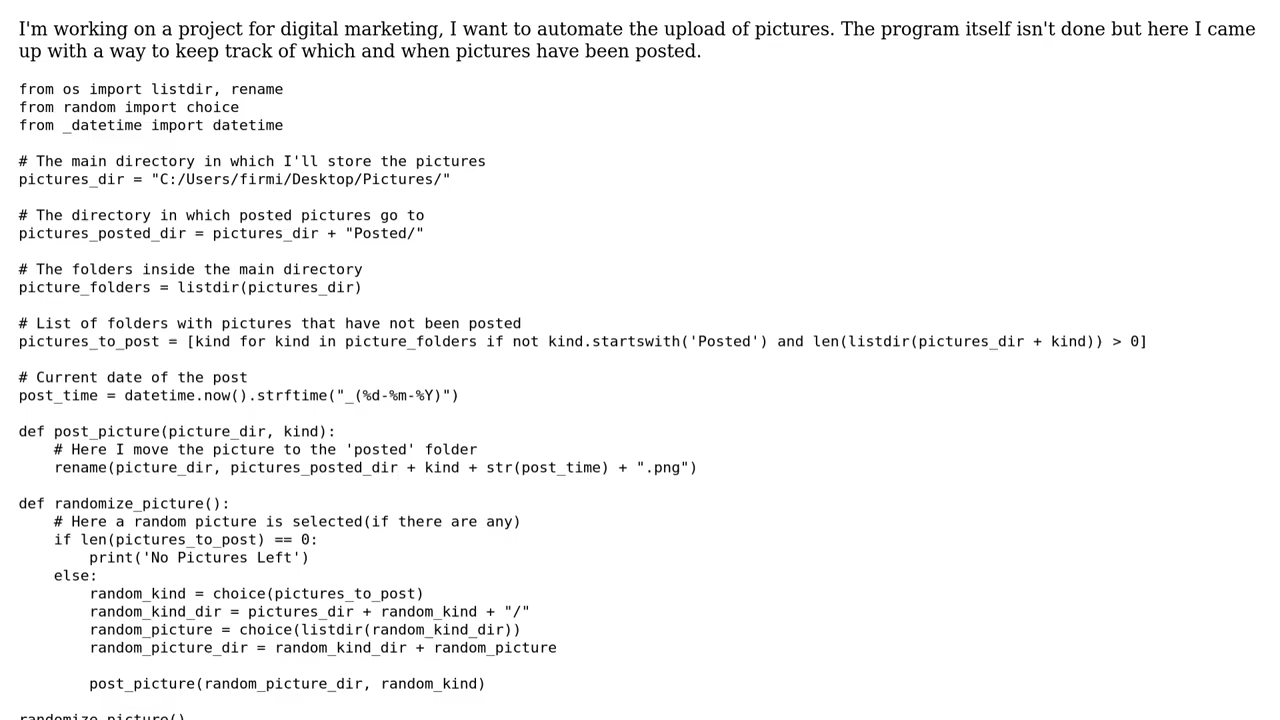 I'm working on a project for digital marketing, I want to automate the upload of pictures. The program itself isn't done but here I came
up with a way to keep track of which and when pictures have been posted.

from os import listdir, rename
from random import choice
from _datetime import datetime

# The main directory in which I'll store the pictures
pictures_dir = "C:/Users/firmi/Desktop/Pictures/"

# The directory in which posted pictures go to
pictures_posted_dir = pictures_dir + "Posted/"

# The folders inside the main directory
picture_folders = listdir(pictures_dir)

# List of folders with pictures that have not been posted
pictures_to_post = [kind for kind in picture_folders if not kind.startswith('Posted') and len(listdir(pictures_dir + kind)) > 0]

# Current date of the post
post_time = datetime.now().strftime("_(%d-%m-%Y)")

def post_picture(picture_dir, kind):
    # Here I move the picture to the 'posted' folder
    rename(picture_dir, pictures_posted_dir + kind + str(post_time) + ".png")

def randomize_picture():
    # Here a random picture is selected(if there are any)
    if len(pictures_to_post) == 0:
        print('No Pictures Left')
    else:
        random_kind = choice(pictures_to_post)
        random_kind_dir = pictures_dir + random_kind + "/"
        random_picture = choice(listdir(random_kind_dir))
        random_picture_dir = random_kind_dir + random_picture

        post_picture(random_picture_dir, random_kind)

randomize_picture()